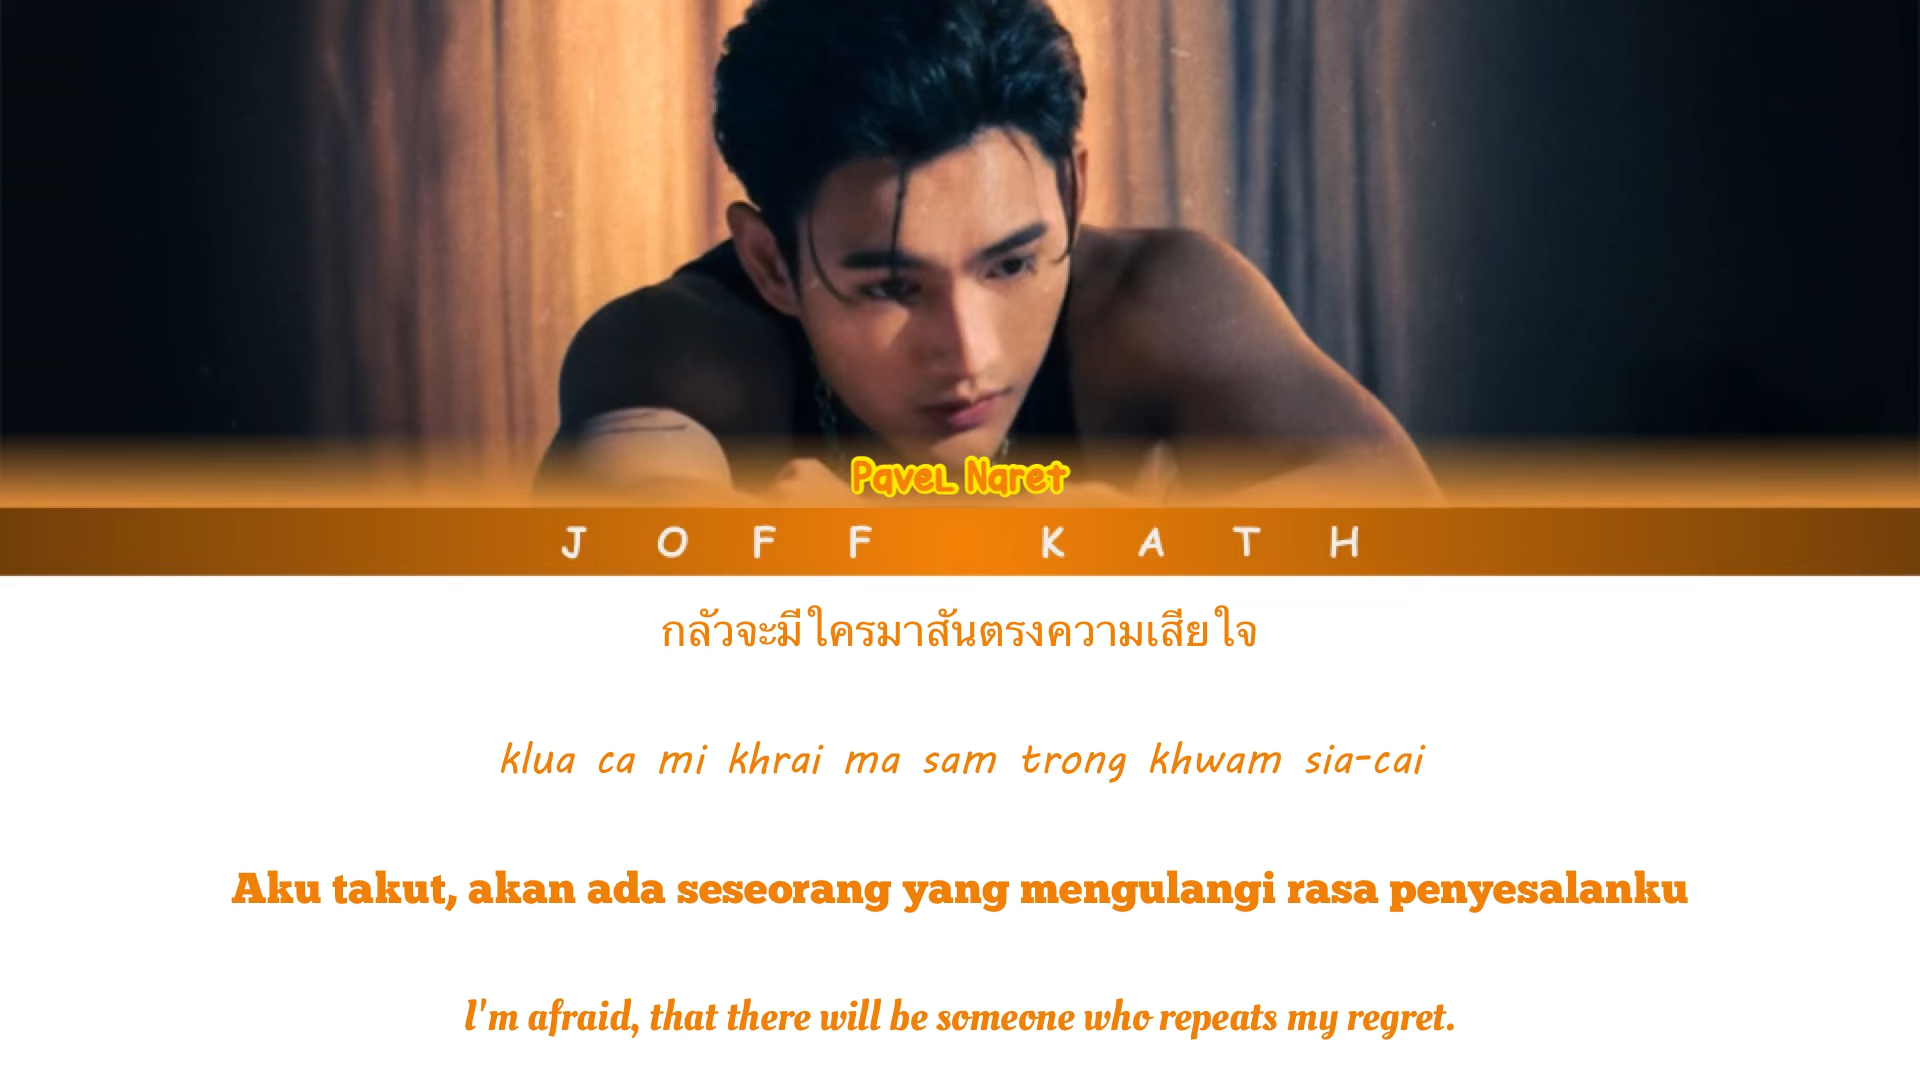 Pavel Naret
JOFF KATH
กลัวจะมีใครมาสันตรงความเสียใจ
klua ca mi khrai ma sam trong khwam sia-cai
Aku takut, akan ada seseorang yang mengulangi rasa penyesalanku
I'm afraid, that there will be someone who repeats my regret.